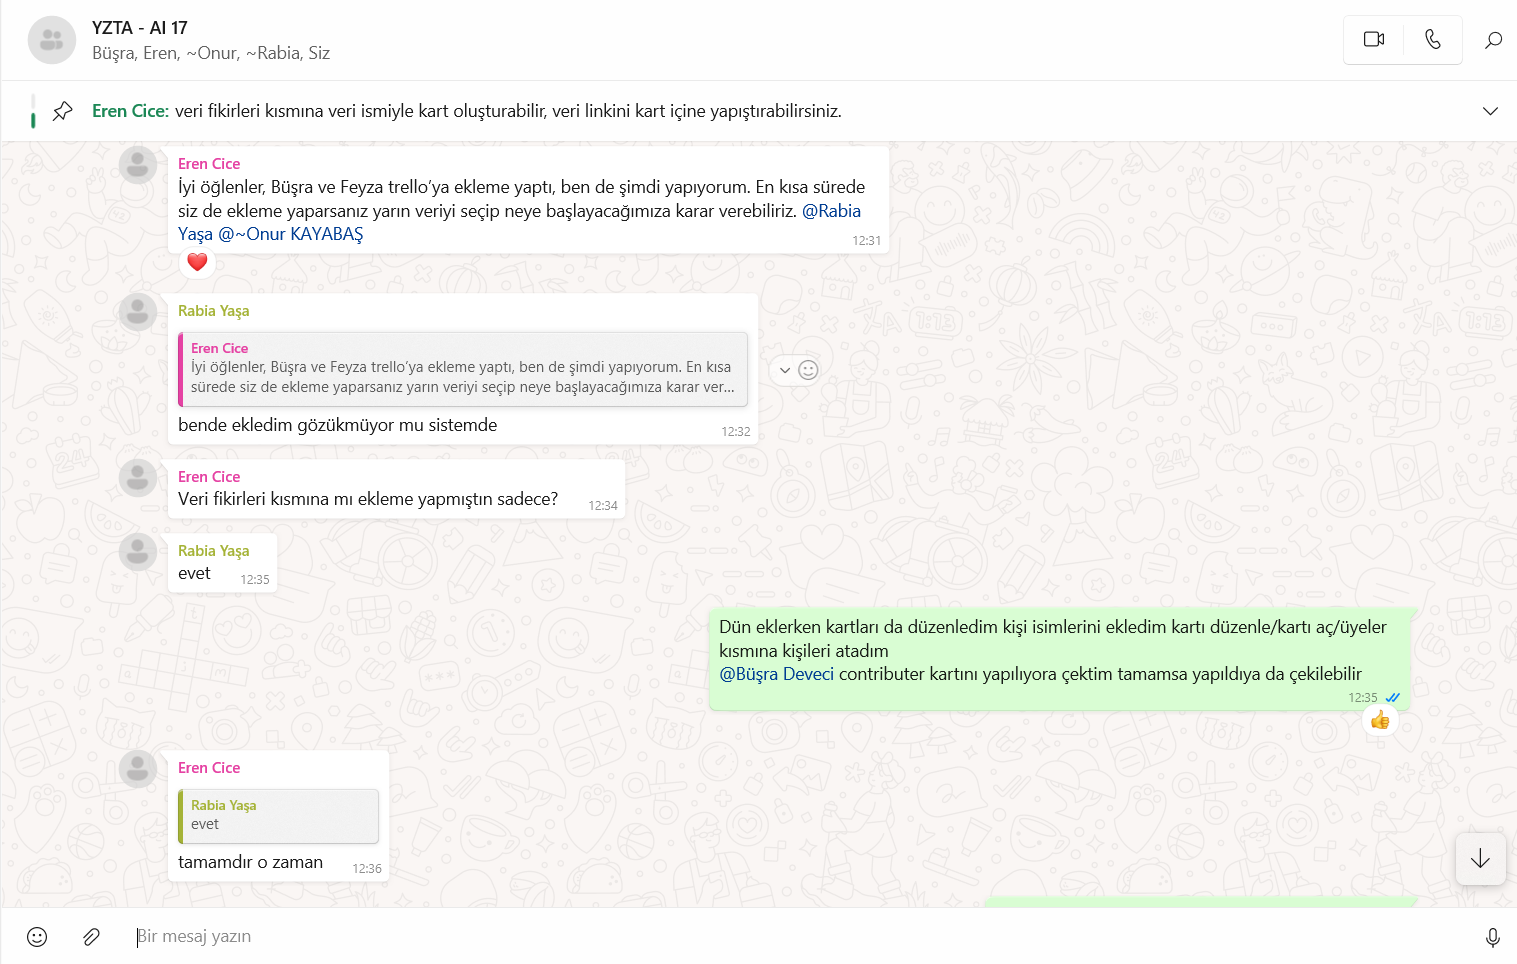 YZTA - AI 17
Büşra, Eren, ~Onur, ~Rabia, Siz
Eren Cice: veri fikirleri kısmına veri ismiyle kart oluşturabilir, veri linkini kart içine yapıştırabilirsiniz.
Eren Cice
İyi öğlenler, Büşra ve Feyza trello’ya ekleme yaptı, ben de şimdi yapıyorum. En kısa sürede
siz de ekleme yaparsanız yarın veriyi seçip neye başlayacağımıza karar verebiliriz. @Rabia
Yaşa @~Onur KAYABAŞ
12:31
Rabia Yaşa
Eren Cice
İyi öğlenler, Büşra ve Feyza trello’ya ekleme yaptı, ben de şimdi yapıyorum. En kısa
sürede siz de ekleme yaparsanız yarın veriyi seçip neye başlayacağımıza karar ver...
bende ekledim gözükmüyor mu sistemde
12:32
Eren Cice
Veri fikirleri kısmına mı ekleme yapmıştın sadece?
12:34
Rabia Yaşa
evet
12:35
Dün eklerken kartları da düzenledim kişi isimlerini ekledim kartı düzenle/kartı aç/üyeler
kısmına kişileri atadım
@Büşra Deveci contributer kartını yapılıyora çektim tamamsa yapıldıya da çekilebilir
12:35
Eren Cice
Rabia Yaşa
evet
tamamdır o zaman
12:36
Bir mesaj yazın